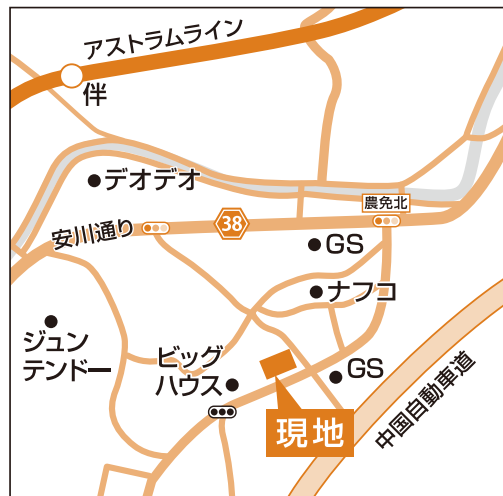 アストラムライン
伴
デオデオ
安川通り
38
農免北
GS
ナフコ
ジュン
テンドー
ビッグ
ハウス
GS
現地
中国自動車道